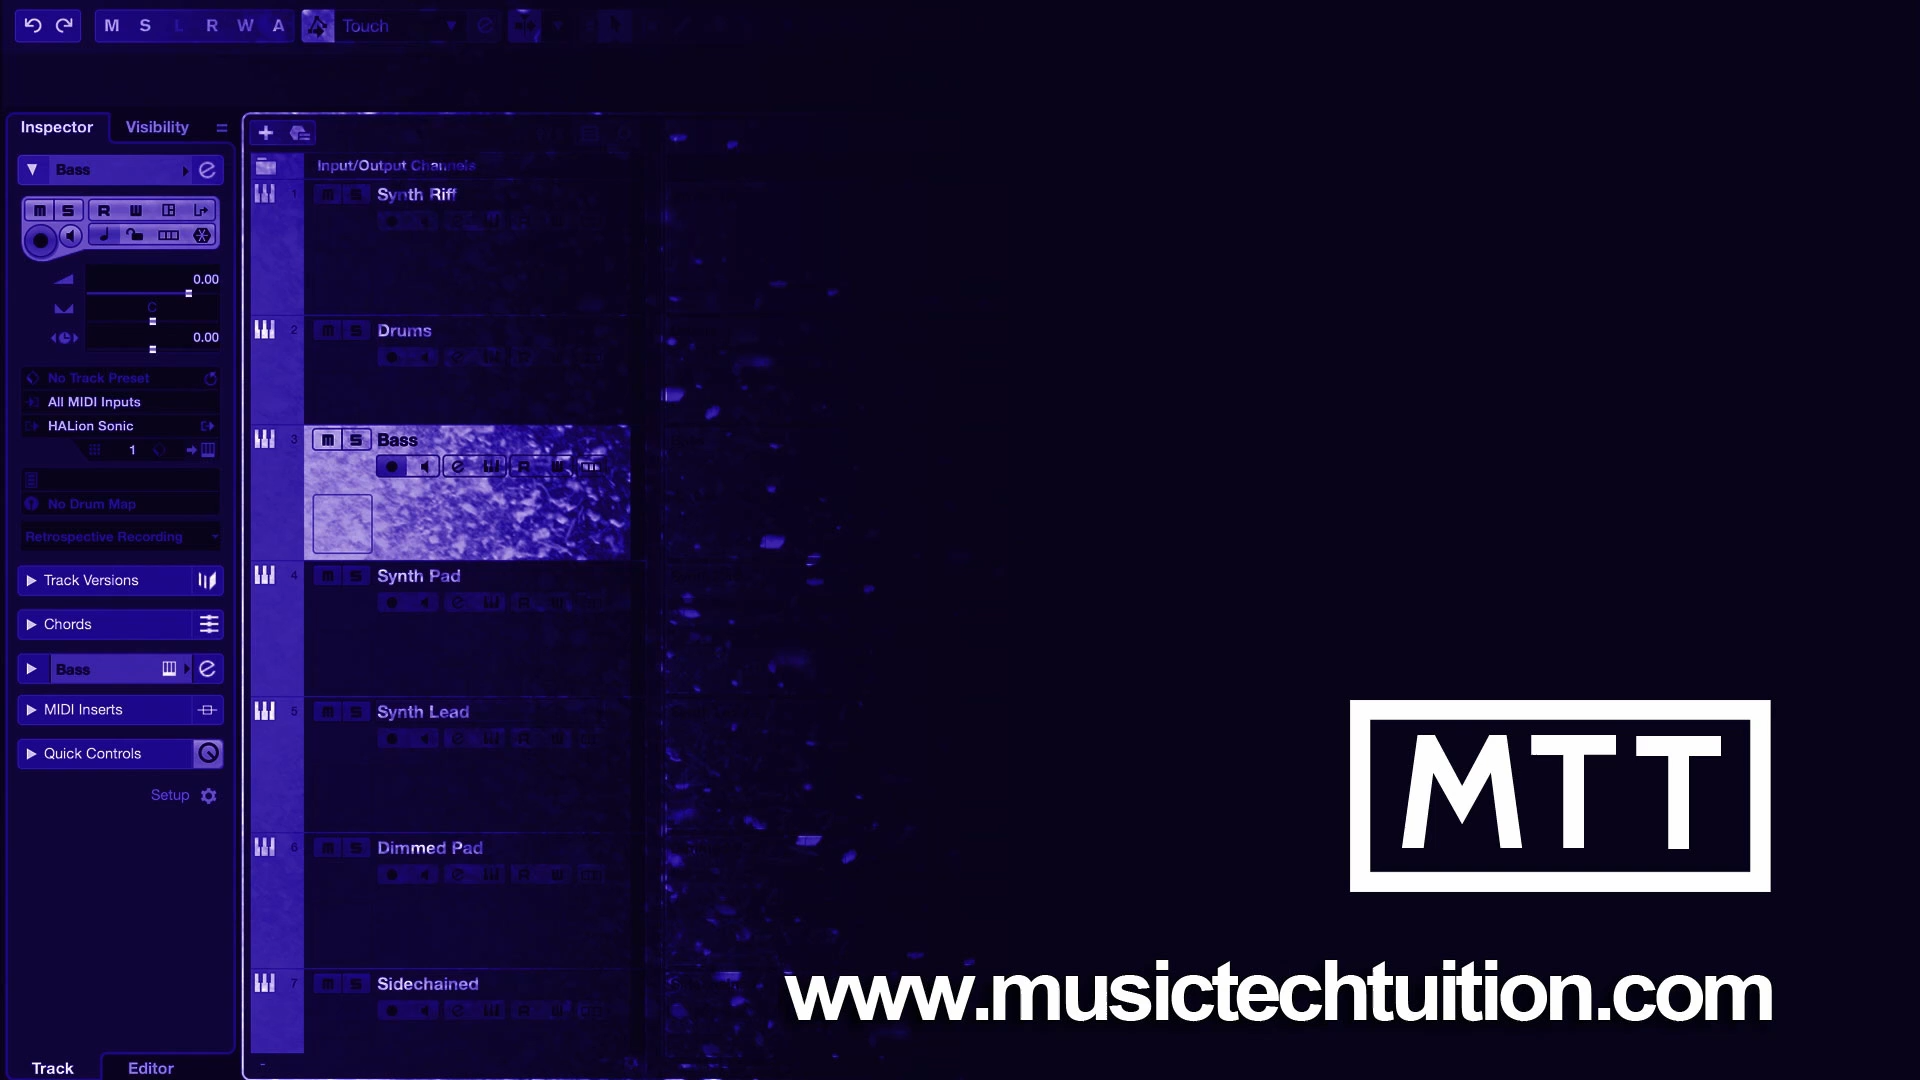 M S L R W A Touch
Inspector Visibility
Bass
M S R W
0.00
C
0.00
No Track Preset
All MIDI Inputs
HALion Sonic
1
No Drum Map
Retrospective Recording
Track Versions
Chords
Bass
MIDI Inserts
Quick Controls
Setup
Track Editor
Input/Output Channels
1 M S Synth Riff
2 M S Drums
R W
3 M S Bass
R W
4 M S Synth Pad
R W
5 M S Synth Lead
R W
6 M S Dimmed Pad
R W
7 M S Sidechained
R W
MTT
www.musictechtuition.com